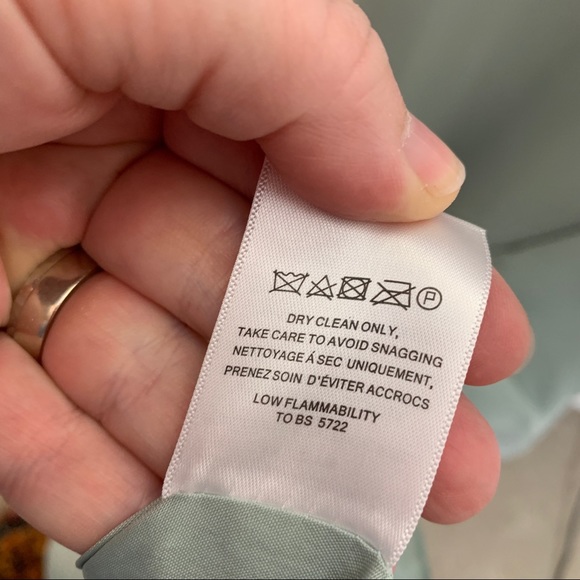 P
DRY CLEAN ONLY,
TAKE CARE TO AVOID SNAGGING
NETTOYAGE Á SEC UNIQUEMENT,
PRENEZ SOIN D'ÉVITER ACCROCS
LOW FLAMMABILITY
TO BS 5722